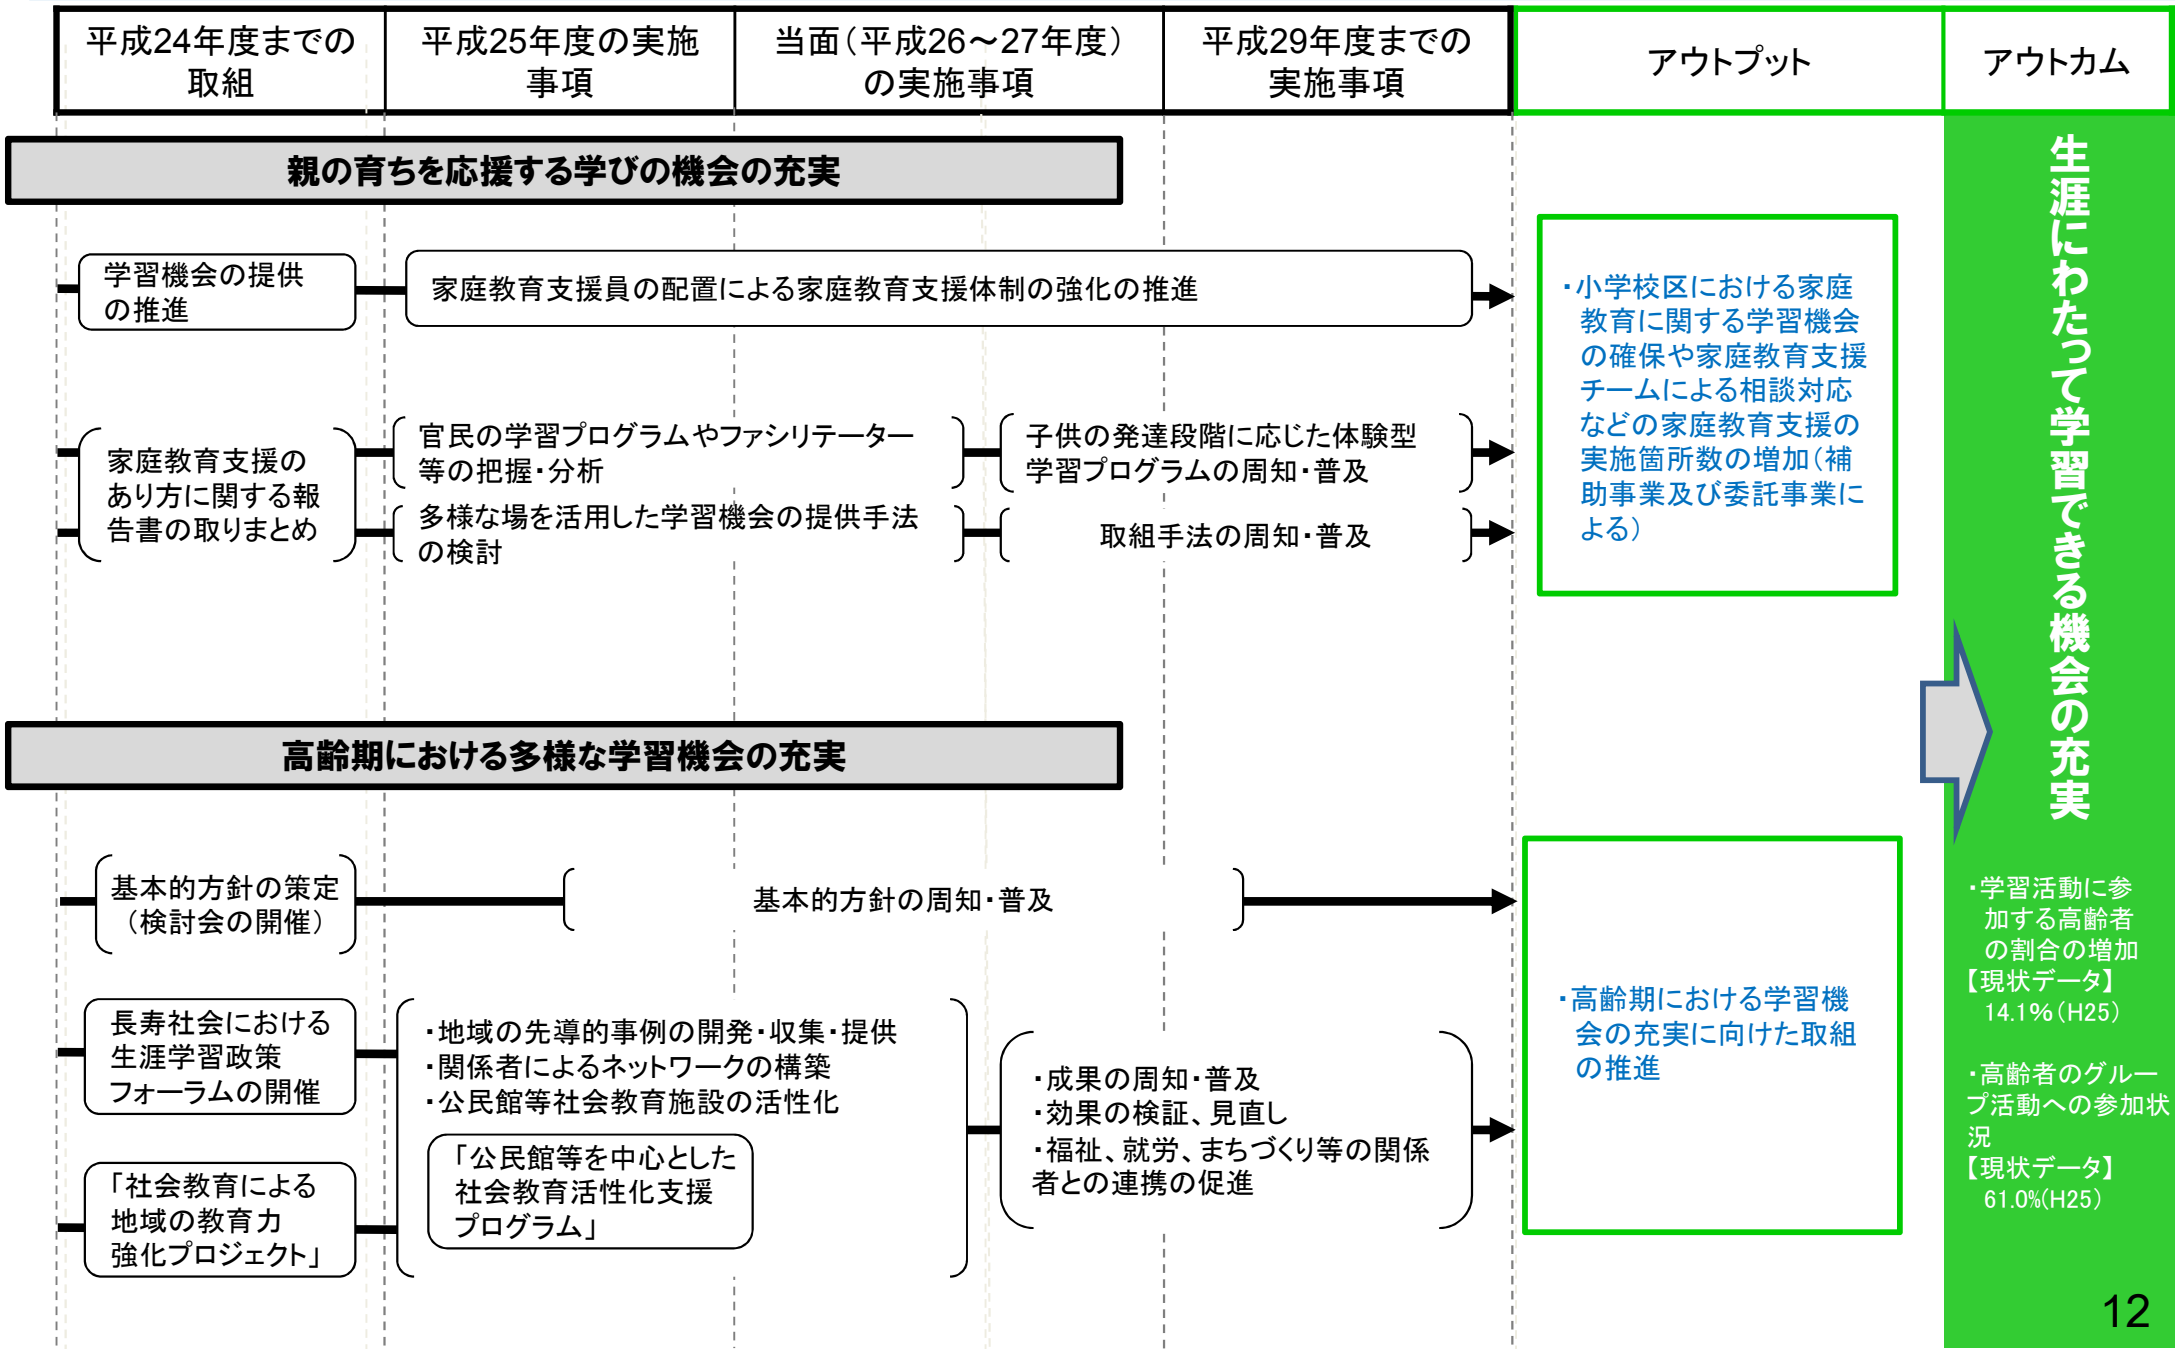 平成24年度までの
取組
平成25年度の実施
事項
当面(平成26～27年度)
の実施事項
平成29年度までの
実施事項
アウトプット
アウトカム
親の育ちを応援する学びの機会の充実
学習機会の提供
の推進
家庭教育支援員の配置による家庭教育支援体制の強化の推進
家庭教育支援の
あり方に関する報
告書の取りまとめ
官民の学習プログラムやファシリテーター
等の把握・分析
子供の発達段階に応じた体験型
学習プログラムの周知・普及
多様な場を活用した学習機会の提供手法
の検討
取組手法の周知・普及
・小学校区における家庭
教育に関する学習機会
の確保や家庭教育支援
チームによる相談対応
などの家庭教育支援の
実施箇所数の増加(補
助事業及び委託事業に
よる)
高齢期における多様な学習機会の充実
基本的方針の策定
(検討会の開催)
基本的方針の周知・普及
長寿社会における
生涯学習政策
フォーラムの開催
「社会教育による
地域の教育力
強化プロジェクト」
・地域の先導的事例の開発・収集・提供
・関係者によるネットワークの構築
・公民館等社会教育施設の活性化
「公民館等を中心とした
社会教育活性化支援
プログラム」
・成果の周知・普及
・効果の検証、見直し
・福祉、就労、まちづくり等の関係
者との連携の促進
・高齢期における学習機
会の充実に向けた取組
の推進
生涯にわたって学習できる機会の充実
・学習活動に参
加する高齢者
の割合の増加
【現状データ】
14.1%(H25)
・高齢者のグルー
プ活動への参加状
況
【現状データ】
61.0%(H25)
12